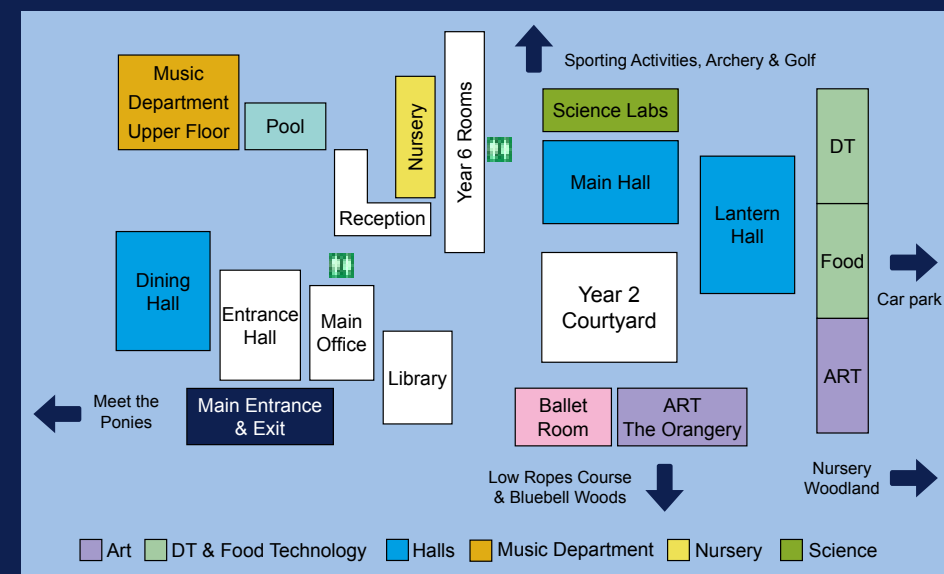 Music
Department
Upper Floor
Pool
Nursery
Year 6 Rooms
Reception
Sporting Activities, Archery & Golf
Science Labs
Main Hall
Lantern
Hall
DT
Food
ART
Car park
Dining
Hall
Entrance
Hall
Main
Office
Library
Year 2
Courtyard
Meet the
Ponies
Main Entrance
& Exit
Ballet
Room
ART
The Orangery
Low Ropes Course
& Bluebell Woods
Nursery
Woodland
Art
DT & Food Technology
Halls
Music Department
Nursery
Science